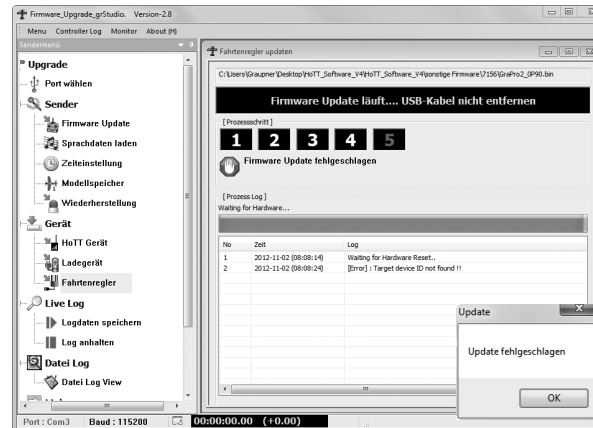 Firmware_Upgrade_grStudio. Version-2.8
Menu Controller Log Monitor About (H)
Sendermenü
Upgrade
Port wählen
Sender
Firmware Update
Sprachdaten laden
Zeiteinstellung
Modellspeicher
Wiederherstellung
Gerät
HoTT Gerät
Ladegerät
Fahrtenregler
Live Log
Logdaten speichern
Log anhalten
Datei Log
Datei Log View
Fahrtenregler updaten
C:\Users\Graupner\Desktop\HoTT_Software_V4\HoTT_Software_V4\sonstige Firmware\7156\GraPro2_0P90.bin
Firmware Update läuft.... USB-Kabel nicht entfernen
[ Prozessschritt ]
1 2 3 4 5
Firmware Update fehlgeschlagen
[ Prozess Log ]
Waiting for Hardware...
No Zeit Log
1 2012-11-02 (08:08:14) Waiting for Hardware Reset..
2 2012-11-02 (08:08:24) [Error] : Target device ID not found !!
Update
Update fehlgeschlagen
OK
Port : Com3 Baud : 115200 00:00:00.00 (+0.00)